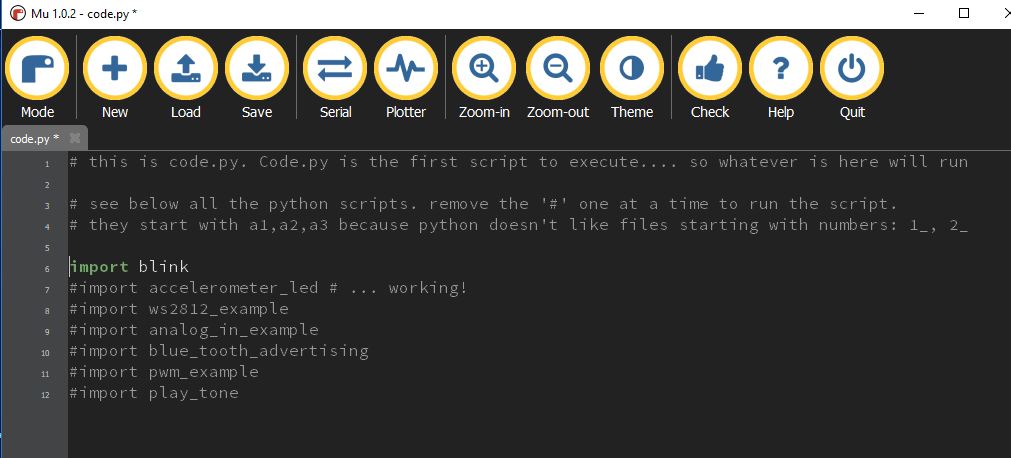 Mu 1.0.2 - code.py *
Mode New Load Save Serial Plotter Zoom-in Zoom-out Theme Check Help Quit
code.py *
1 # this is code.py. Code.py is the first script to execute.... so whatever is here will run
2
3 # see below all the python scripts. remove the '#' one at a time to run the script.
4 # they start with a1,a2,a3 because python doesn't like files starting with numbers: 1_, 2_
5
6 import blink
7 #import accelerometer_led # ... working!
8 #import ws2812_example
9 #import analog_in_example
10 #import blue_tooth_advertising
11 #import pwm_example
12 #import play_tone